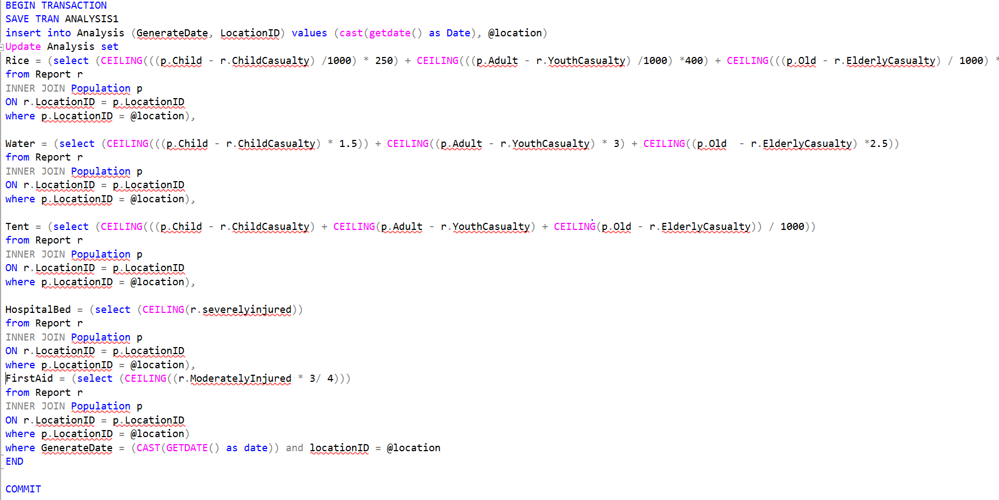 BEGIN TRANSACTION
SAVE TRAN ANALYSIS1
insert into Analysis (GenerateDate, LocationID) values (cast(getdate() as Date), @location)
Update Analysis set
Rice = (select (CEILING(((p.Child - r.ChildCasualty) /1000) * 250) + CEILING(((p.Adult - r.YouthCasualty) /1000) *400) + CEILING(((p.Old - r.ElderlyCasualty) / 1000) *
from Report r
INNER JOIN Population p
ON r.LocationID = p.LocationID
where p.LocationID = @location),
Water = (select (CEILING(((p.Child - r.ChildCasualty) * 1.5)) + CEILING((p.Adult - r.YouthCasualty) * 3) + CEILING((p.Old  - r.ElderlyCasualty) *2.5))
from Report r
INNER JOIN Population p
ON r.LocationID = p.LocationID
where p.LocationID = @location),
Tent = (select (CEILING(((p.Child - r.ChildCasualty) + CEILING(p.Adult - r.YouthCasualty) + CEILING(p.Old - r.ElderlyCasualty)) / 1000))
from Report r
INNER JOIN Population p
ON r.LocationID = p.LocationID
where p.LocationID = @location),
HospitalBed = (select (CEILING(r.severelyinjured))
from Report r
INNER JOIN Population p
ON r.LocationID = p.LocationID
where p.LocationID = @location),
FirstAid = (select (CEILING((r.ModeratelyInjured * 3/ 4)))
from Report r
INNER JOIN Population p
ON r.LocationID = p.LocationID
where p.LocationID = @location)
where GenerateDate = (CAST(GETDATE() as date)) and locationID = @location
END
COMMIT